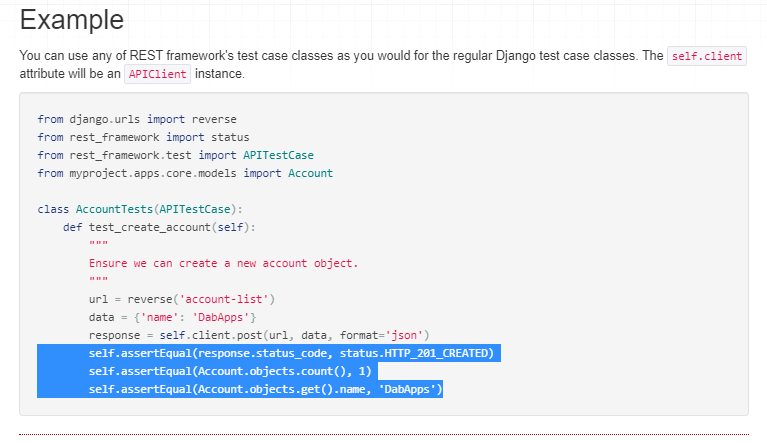 Example
You can use any of REST framework's test case classes as you would for the regular Django test case classes. The self.client
attribute will be an APIClient instance.
from django.urls import reverse
from rest_framework import status
from rest_framework.test import APITestCase
from myproject.apps.core.models import Account
class AccountTests(APITestCase):
    def test_create_account(self):
        """
        Ensure we can create a new account object.
        """
        url = reverse('account-list')
        data = {'name': 'DabApps'}
        response = self.client.post(url, data, format='json')
        self.assertEqual(response.status_code, status.HTTP_201_CREATED)
        self.assertEqual(Account.objects.count(), 1)
        self.assertEqual(Account.objects.get().name, 'DabApps')